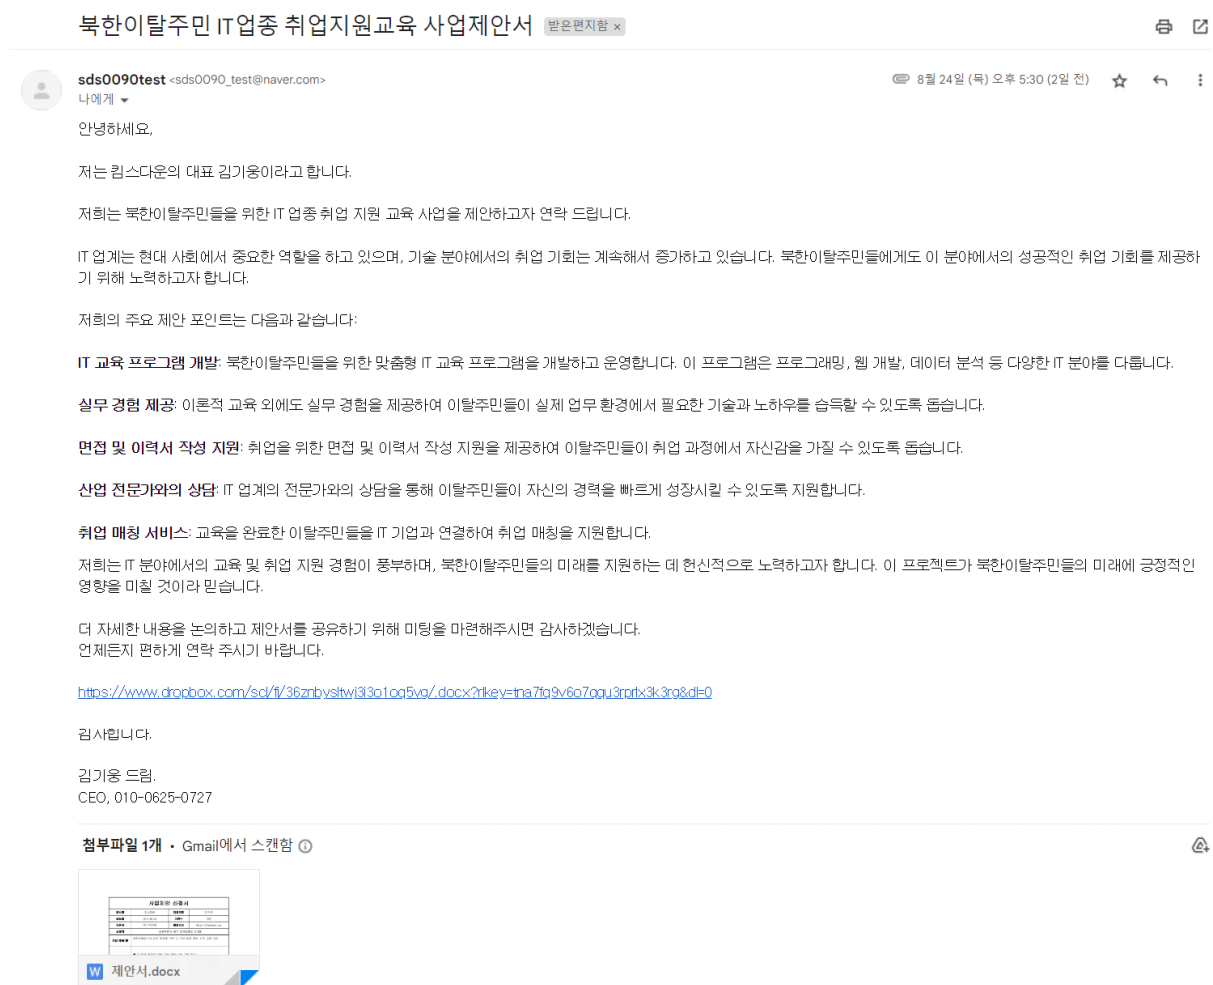 북한이탈주민 IT업종 취업지원교육 사업제안서 받은편지함 ×
sds0090test <sds0090_test@naver.com>
8월 24일 (목) 오후 5:30 (2일 전)
나에게
안녕하세요,
저는 킴스다운의 대표 김기웅이라고 합니다.
저희는 북한이탈주민들을 위한 IT 업종 취업 지원 교육 사업을 제안하고자 연락 드립니다.
IT 업계는 현대 사회에서 중요한 역할을 하고 있으며, 기술 분야에서의 취업 기회는 계속해서 증가하고 있습니다. 북한이탈주민들에게도 이 분야에서의 성공적인 취업 기회를 제공하
기 위해 노력하고자 합니다.
저희의 주요 제안 포인트는 다음과 같습니다:
IT 교육 프로그램 개발: 북한이탈주민들을 위한 맞춤형 IT 교육 프로그램을 개발하고 운영합니다. 이 프로그램은 프로그래밍, 웹 개발, 데이터 분석 등 다양한 IT 분야를 다룹니다.
실무 경험 제공: 이론적 교육 외에도 실무 경험을 제공하여 이탈주민들이 실제 업무 환경에서 필요한 기술과 노하우를 습득할 수 있도록 돕습니다.
면접 및 이력서 작성 지원: 취업을 위한 면접 및 이력서 작성 지원을 제공하여 이탈주민들이 취업 과정에서 자신감을 가질 수 있도록 돕습니다.
산업 전문가와의 상담: IT 업계의 전문가와의 상담을 통해 이탈주민들이 자신의 경력을 빠르게 성장시킬 수 있도록 지원합니다.
취업 매칭 서비스: 교육을 완료한 이탈주민들을 IT 기업과 연결하여 취업 매칭을 지원합니다.
저희는 IT 분야에서의 교육 및 취업 지원 경험이 풍부하며, 북한이탈주민들의 미래를 지원하는 데 헌신적으로 노력하고자 합니다. 이 프로젝트가 북한이탈주민들의 미래에 긍정적인
영향을 미칠 것이라 믿습니다.
더 자세한 내용을 논의하고 제안서를 공유하기 위해 미팅을 마련해주시면 감사하겠습니다.
언제든지 편하게 연락 주시기 바랍니다.
https://www.dropbox.com/scl/fi/36znbysltwj3l3o1oq5vg/.docx?rlkey=tna7fq9v6o7qgu3rprlx3k3rg&dl=0
감사합니다.
김기웅 드림.
CEO, 010-0625-0727
첨부파일 1개 • Gmail에서 스캔함
사업제안 신청서
제안서.docx